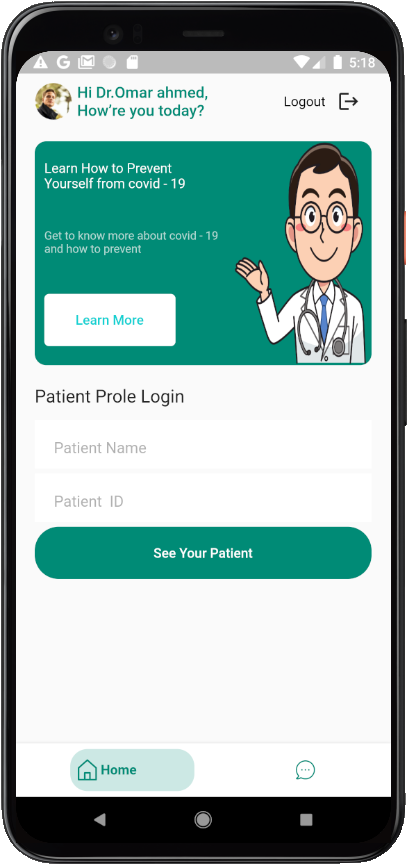 5:18
Hi Dr.Omar ahmed,
How're you today?
Logout
Learn How to Prevent
Yourself from covid - 19
Get to know more about covid - 19
and how to prevent
Learn More
Patient Prole Login
Patient Name
Patient ID
See Your Patient
Home